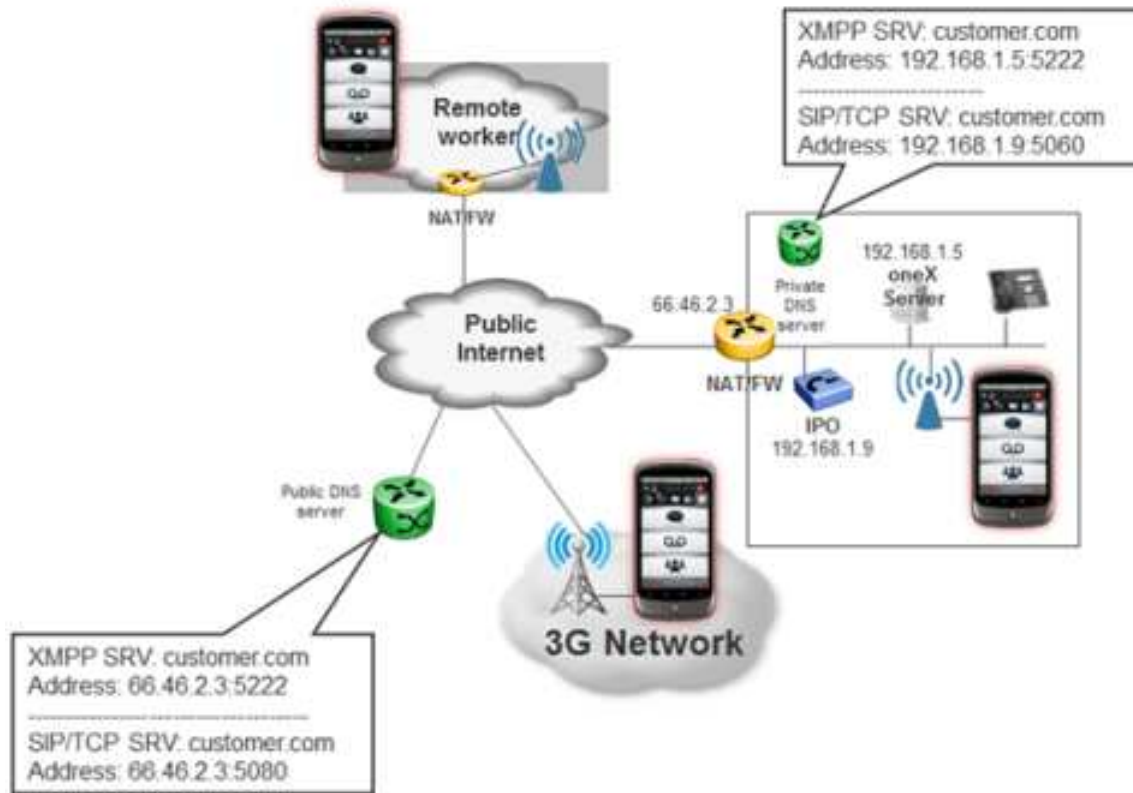 XMPP SRV: customer.com
Address: 192.168.1.5:5222
------------------------
SIP/TCP SRV: customer.com
Address: 192.168.1.9:5060
Remote
worker
NAT/FW
Public
Internet
66.46.2.3
NAT/FW
Private
DNS
server
192.168.1.5
oneX
Server
IPO
192.168.1.9
Public DNS
server
3G Network
XMPP SRV: customer.com
Address: 66.46.2.3:5222
------------------------------------
SIP/TCP SRV: customer.com
Address: 66.46.2.3:5080